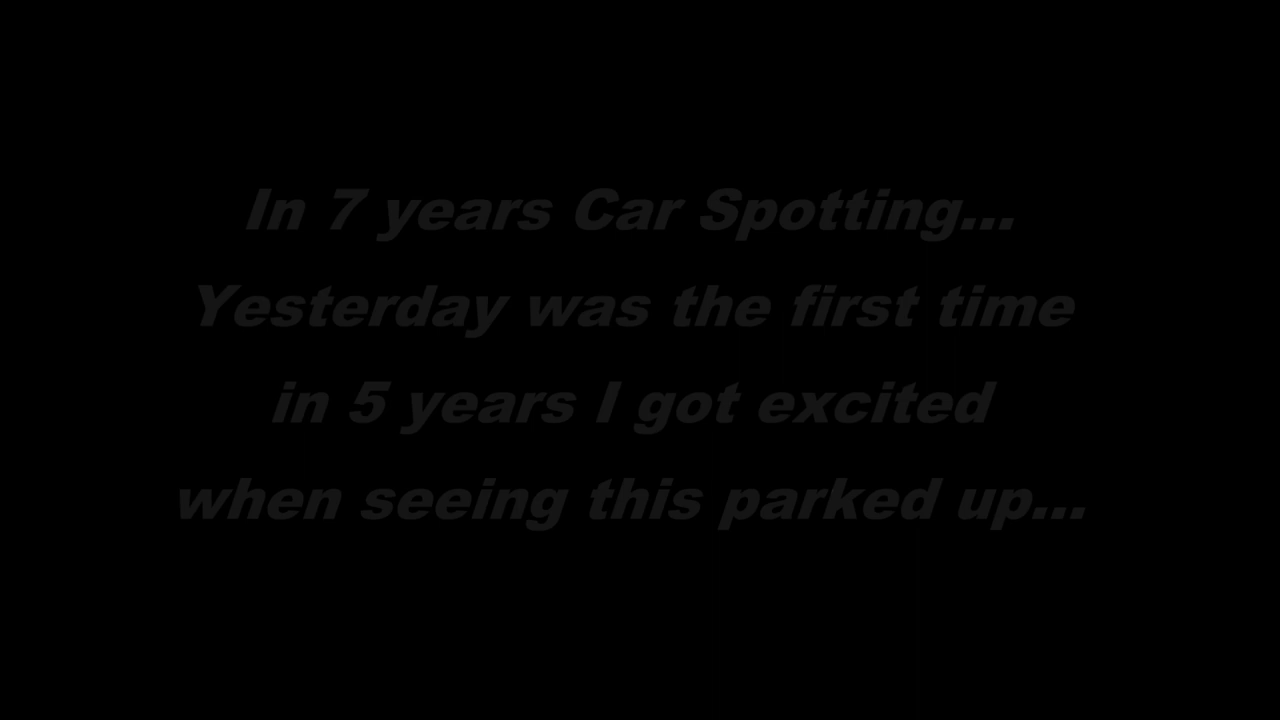 In 7 years Car Spotting...
Yesterday was the first time
in 5 years I got excited
when seeing this parked up...